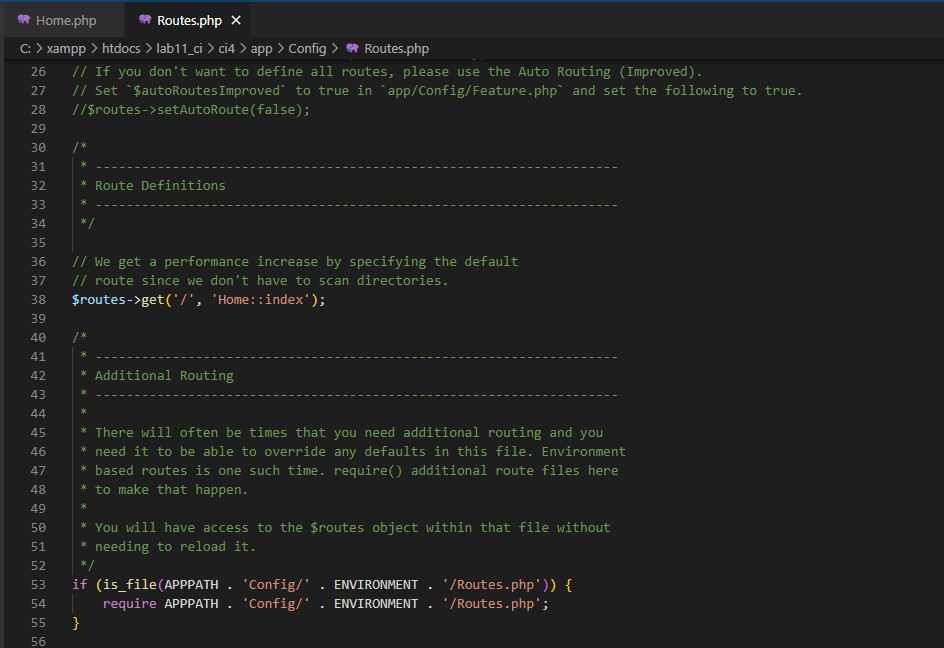 Home.php
Routes.php
C: > xampp > htdocs > lab11_ci > ci4 > app > Config > Routes.php
26 // If you don't want to define all routes, please use the Auto Routing (Improved).
27 // Set `$autoRoutesImproved` to true in `app/Config/Feature.php` and set the following to true.
28 //$routes->setAutoRoute(false);
29
30 /*
31  * --------------------------------------------------------------------
32  * Route Definitions
33  * --------------------------------------------------------------------
34  */
35
36 // We get a performance increase by specifying the default
37 // route since we don't have to scan directories.
38 $routes->get('/', 'Home::index');
39
40 /*
41  * --------------------------------------------------------------------
42  * Additional Routing
43  * --------------------------------------------------------------------
44  *
45  * There will often be times that you need additional routing and you
46  * need it to be able to override any defaults in this file. Environment
47  * based routes is one such time. require() additional route files here
48  * to make that happen.
49  *
50  * You will have access to the $routes object within that file without
51  * needing to reload it.
52  */
53 if (is_file(APPPATH . 'Config/' . ENVIRONMENT . '/Routes.php')) {
54     require APPPATH . 'Config/' . ENVIRONMENT . '/Routes.php';
55 }
56